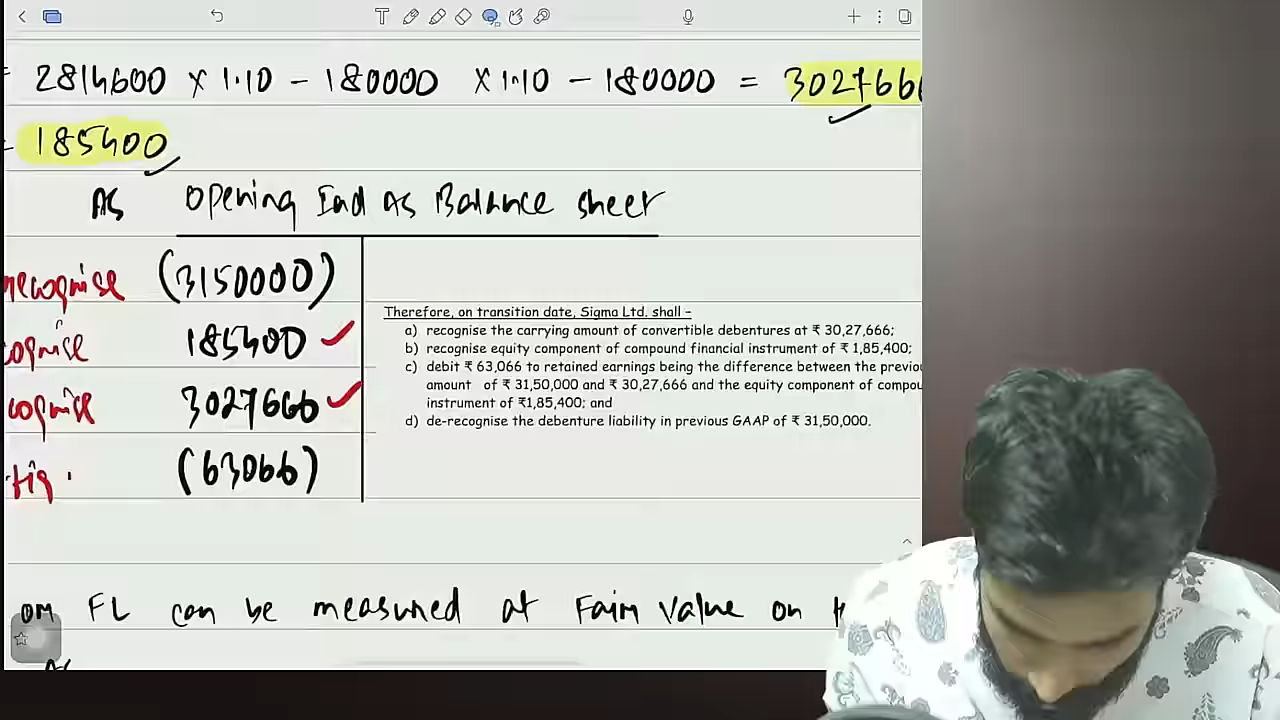 = 2814600 × 1.10 - 180000 × 1.10 - 180000 = 302766
= 185400
AS Opening Ind AS Balance sheet
recognise (3150000)
ognise 185400
cognise 3027666
(63066)
Therefore, on transition date, Sigma Ltd. shall –
a) recognise the carrying amount of convertible debentures at ₹ 30,27,666;
b) recognise equity component of compound financial instrument of ₹ 1,85,400;
c) debit ₹ 63,066 to retained earnings being the difference between the previou
amount of ₹ 31,50,000 and ₹ 30,27,666 and the equity component of compou
instrument of ₹1,85,400; and
d) de-recognise the debenture liability in previous GAAP of ₹ 31,50,000.
om FL can be measured at Fair Value on